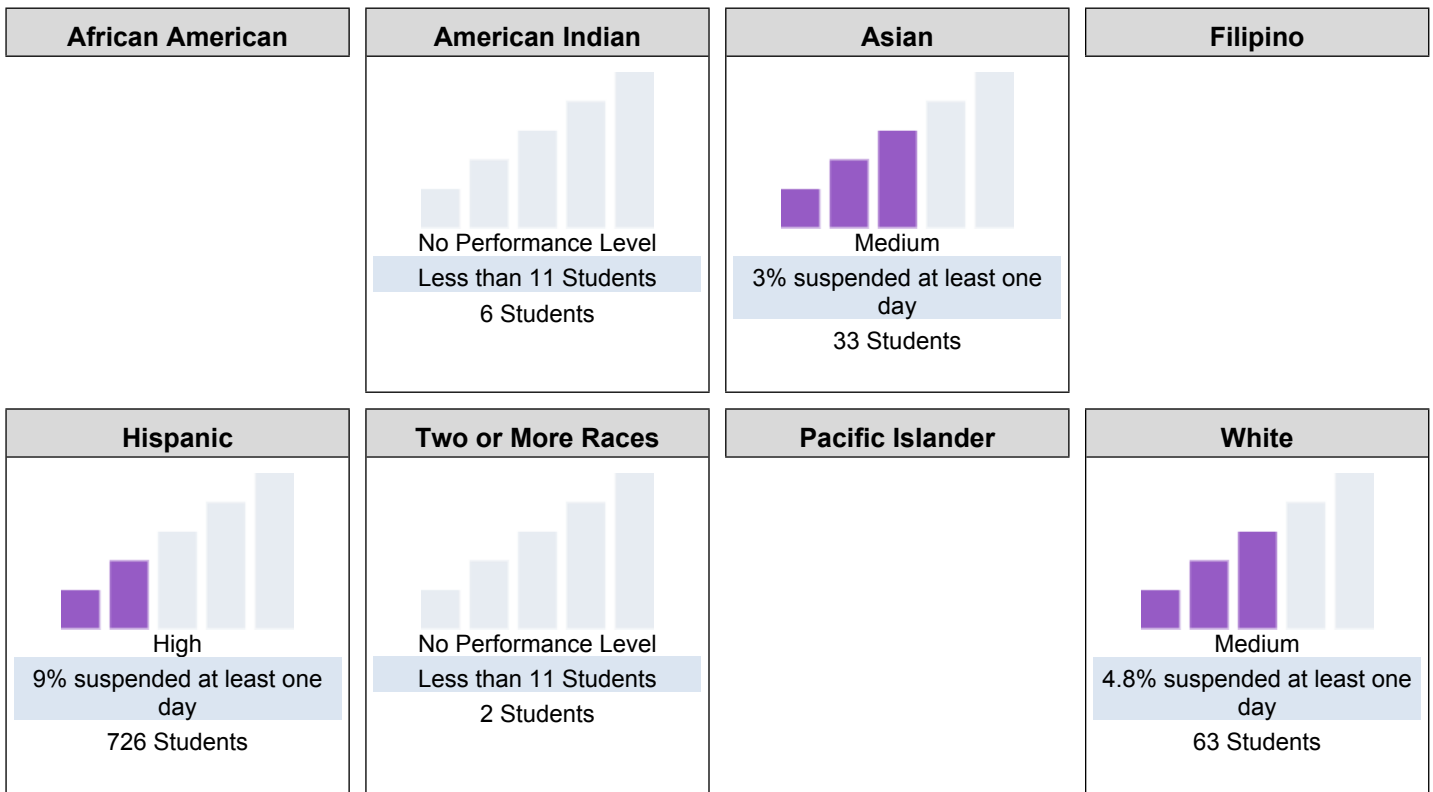 African American
American Indian
Asian
Filipino
No Performance Level
Less than 11 Students
6 Students
Medium
3% suspended at least one
day
33 Students
Hispanic
Two or More Races
Pacific Islander
White
High
9% suspended at least one
day
726 Students
No Performance Level
Less than 11 Students
2 Students
Medium
4.8% suspended at least one
day
63 Students